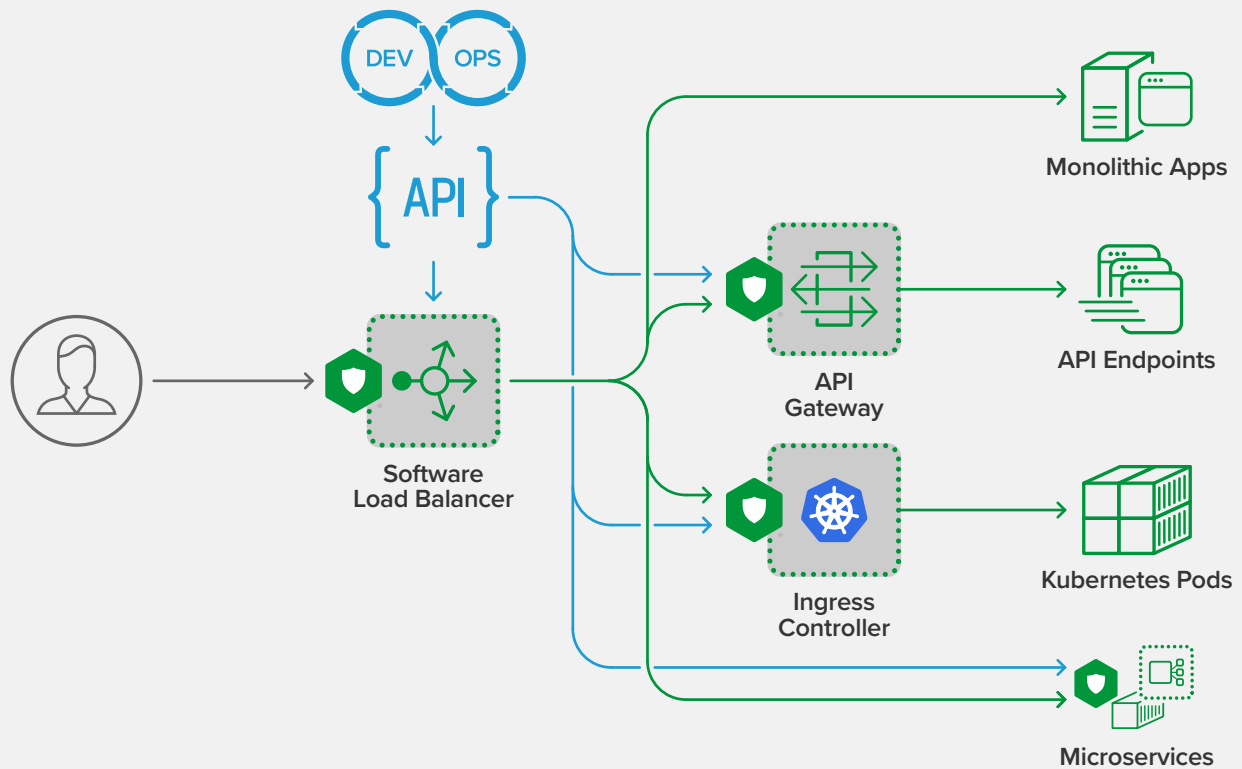 DEV OPS
{ API }
Monolithic Apps
API Endpoints
API
Gateway
Software
Load Balancer
Kubernetes Pods
Ingress
Controller
Microservices